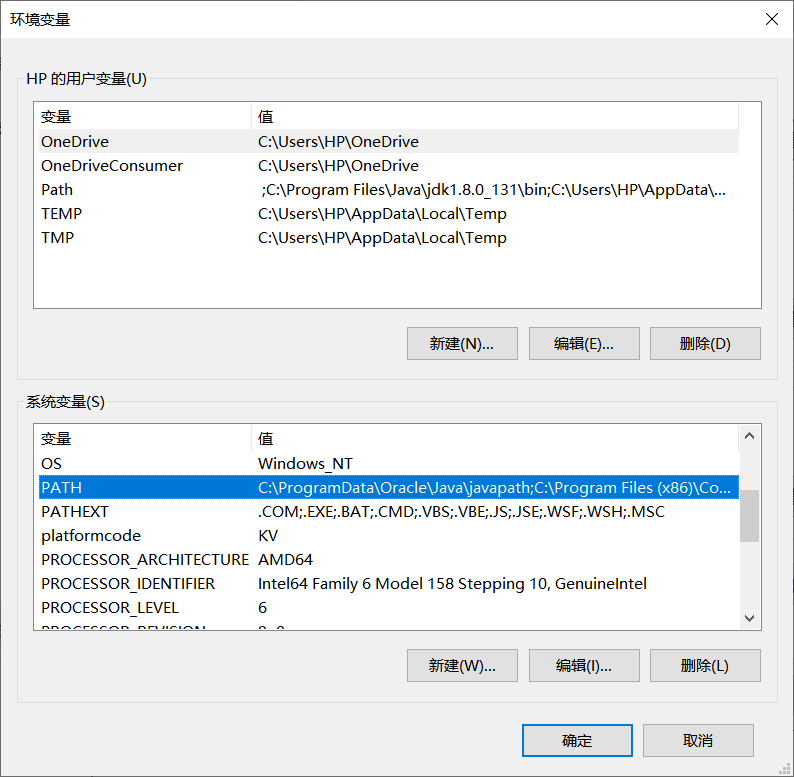 环境变量
HP 的用户变量(U)
变量 值
OneDrive C:\Users\HP\OneDrive
OneDriveConsumer C:\Users\HP\OneDrive
Path ;C:\Program Files\Java\jdk1.8.0_131\bin;C:\Users\HP\AppData\...
TEMP C:\Users\HP\AppData\Local\Temp
TMP C:\Users\HP\AppData\Local\Temp
新建(N)... 编辑(E)... 删除(D)
系统变量(S)
变量 值
OS Windows_NT
PATH C:\ProgramData\Oracle\Java\javapath;C:\Program Files (x86)\Co...
PATHEXT .COM;.EXE;.BAT;.CMD;.VBS;.VBE;.JS;.JSE;.WSF;.WSH;.MSC
platformcode KV
PROCESSOR_ARCHITECTURE AMD64
PROCESSOR_IDENTIFIER Intel64 Family 6 Model 158 Stepping 10, GenuineIntel
PROCESSOR_LEVEL 6
新建(W)... 编辑(I)... 删除(L)
确定 取消